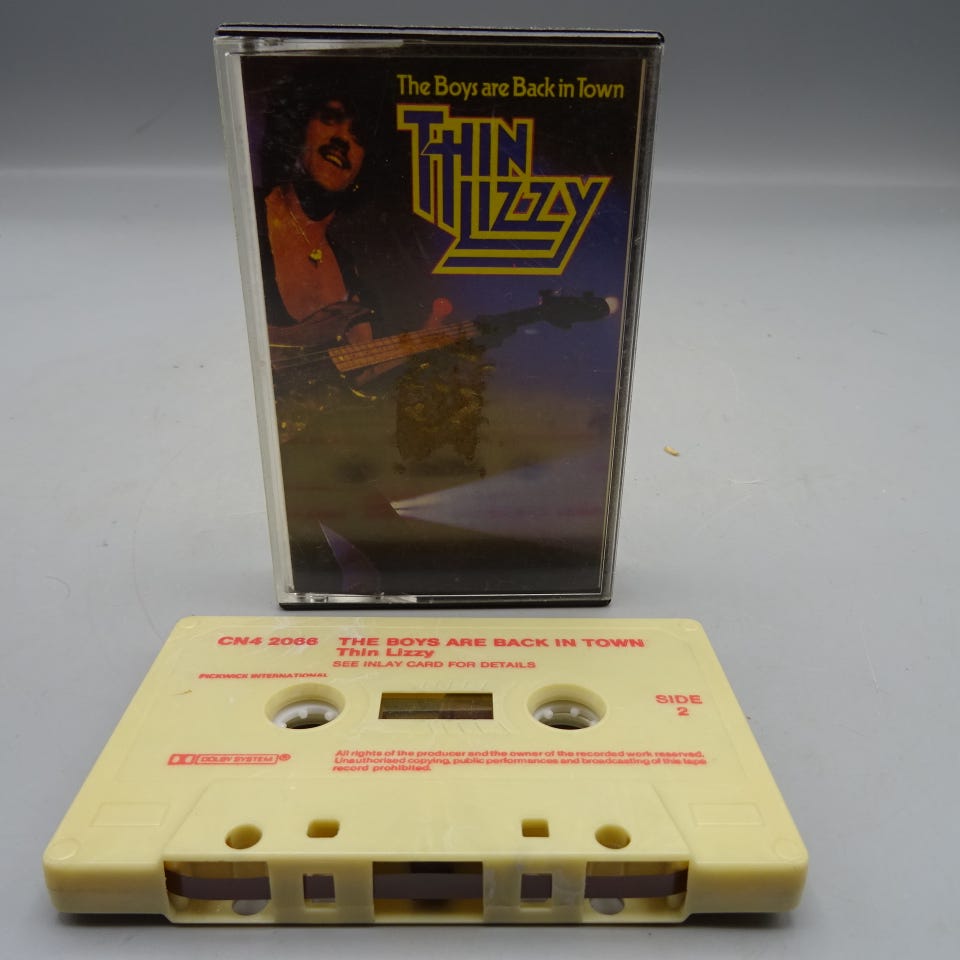 The Boys are Back in Town
THIN
LIZZY
CN4 2066 THE BOYS ARE BACK IN TOWN
Thin Lizzy
SEE INLAY CARD FOR DETAILS
PICKWICK INTERNATIONAL
SIDE
2
DOLBY SYSTEM ®
All rights of the producer and the owner of the recorded work reserved.
Unauthorised copying, public performances and broadcasting of this tape
record prohibited.